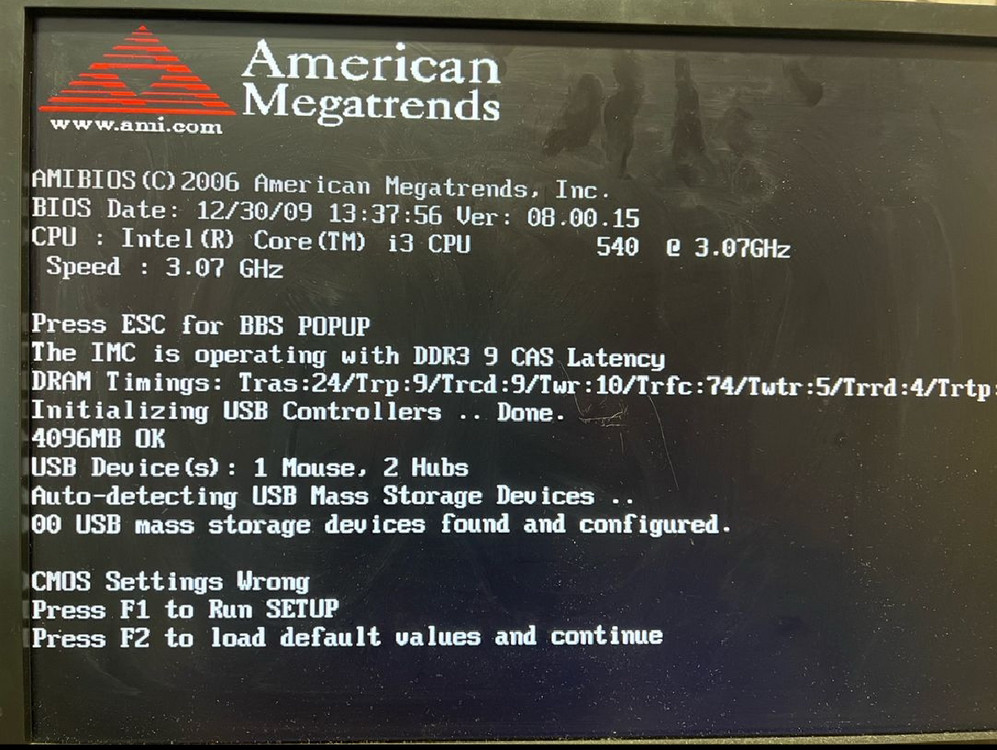 American
Megatrends
www.ami.com
AMIBIOS(C)2006 American Megatrends, Inc.
BIOS Date: 12/30/09 13:37:56 Ver: 08.00.15
CPU : Intel(R) Core(TM) i3 CPU 540 @ 3.07GHz
Speed : 3.07 GHz
Press ESC for BBS POPUP
The IMC is operating with DDR3 9 CAS Latency
DRAM Timings: Tras:24/Trp:9/Trcd:9/Twr:10/Trfc:74/Twtr:5/Trrd:4/Trtp:
Initializing USB Controllers .. Done.
4096MB OK
USB Device(s): 1 Mouse, 2 Hubs
Auto-detecting USB Mass Storage Devices ..
00 USB mass storage devices found and configured.
CMOS Settings Wrong
Press F1 to Run SETUP
Press F2 to load default values and continue